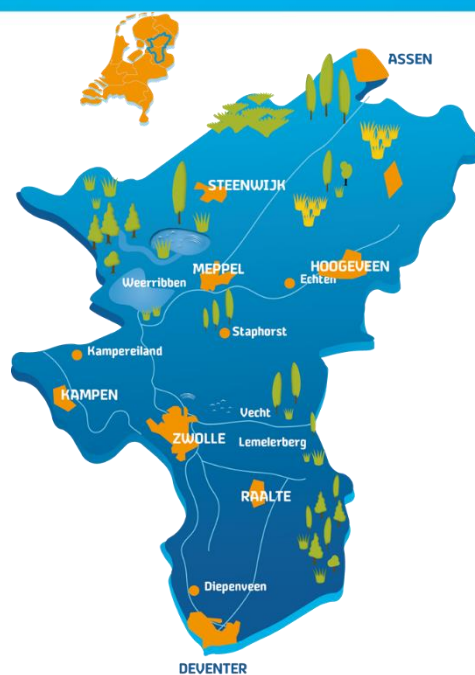 ASSEN
STEENWIJK
MEPPEL
HOOGEVEEN
Echten
Weerribben
Staphorst
Kampereiland
KAMPEN
Vecht
ZWOLLE
Lemelerberg
RAALTE
Diepenveen
DEVENTER